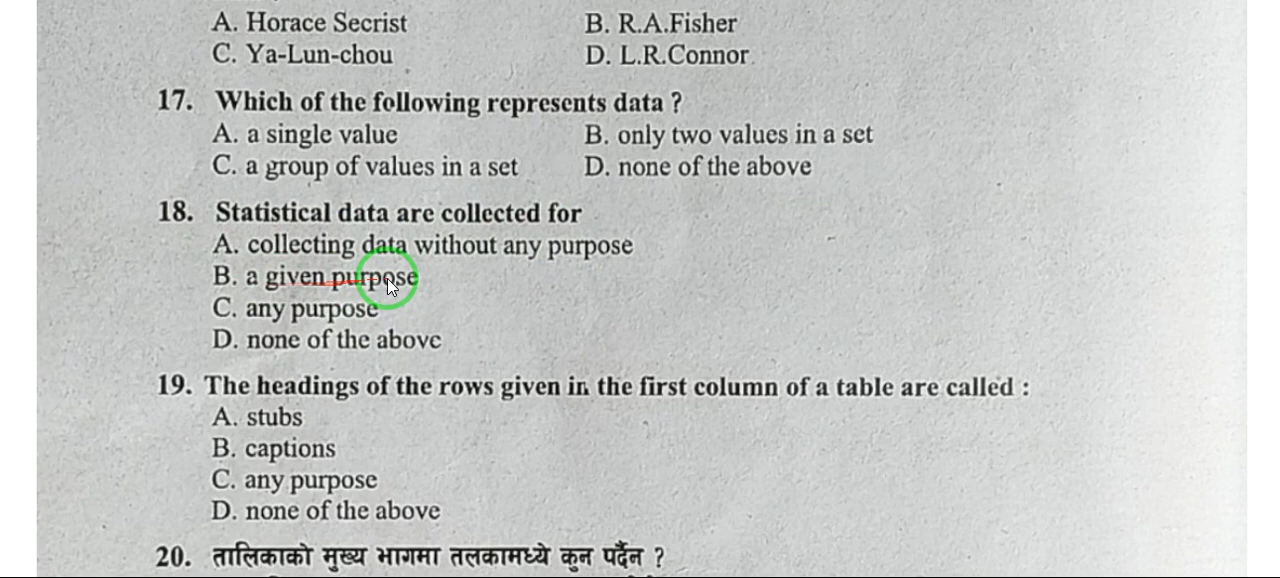 A. Horace Secrist B. R.A.Fisher
C. Ya-Lun-chou D. L.R.Connor
17. Which of the following represents data ?
A. a single value B. only two values in a set
C. a group of values in a set D. none of the above
18. Statistical data are collected for
A. collecting data without any purpose
B. a given purpose
C. any purpose
D. none of the above
19. The headings of the rows given in the first column of a table are called :
A. stubs
B. captions
C. any purpose
D. none of the above
20. तालिकाको मुख्य भागमा तलकामध्ये कुन पर्दैन ?